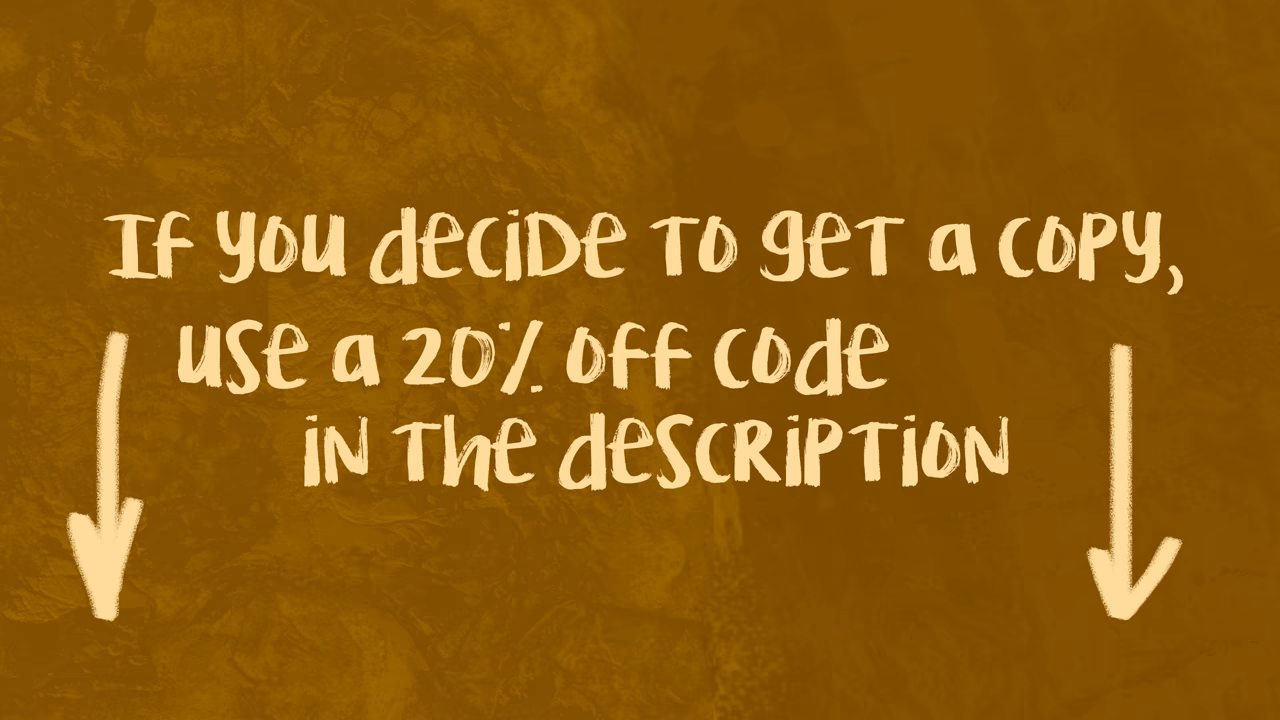 If you decide to get a copy,
use a 20% off code
in the description